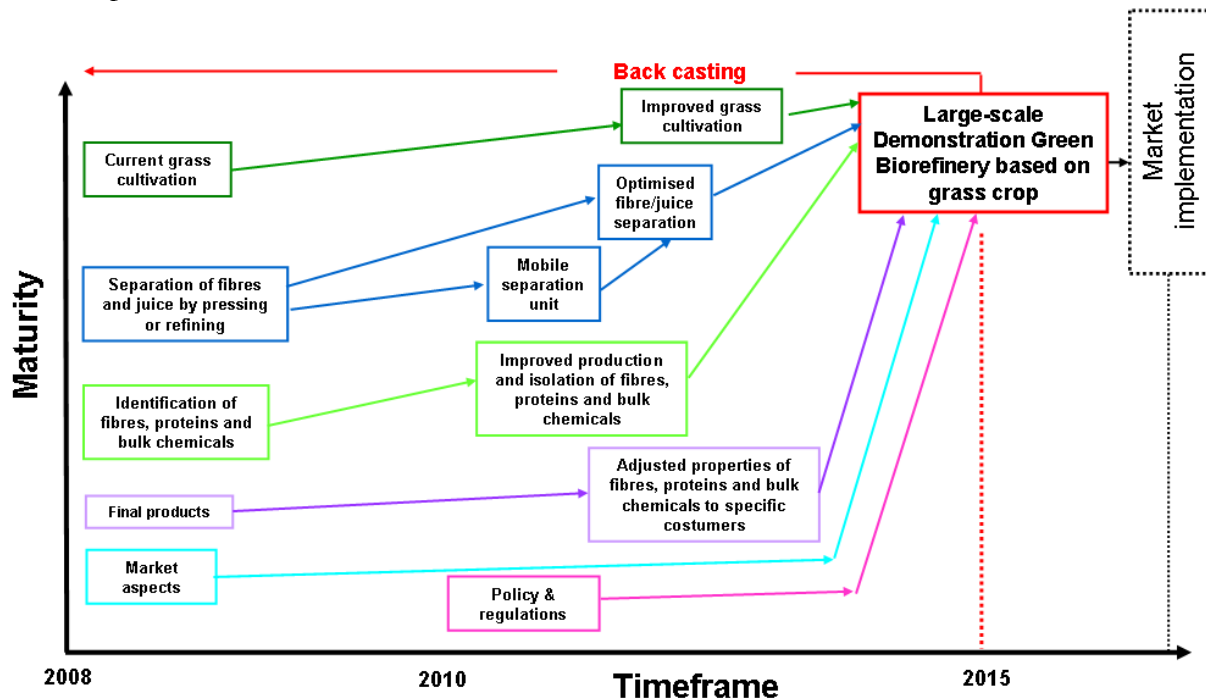 Back casting
Improved grass
cultivation
Large-scale
Demonstration Green
Biorefinery based on
grass crop
Market
implementation
Current grass
cultivation
Optimised
fibre/juice
separation
Separation of fibres
and juice by pressing
or refining
Mobile
separation
unit
Maturity
Identification of
fibres, proteins and
bulk chemicals
Improved production
and isolation of fibres,
proteins and bulk
chemicals
Final products
Adjusted properties of
fibres, proteins and bulk
chemicals to specific
costumers
Market
aspects
Policy &
regulations
2008
2010
Timeframe
2015